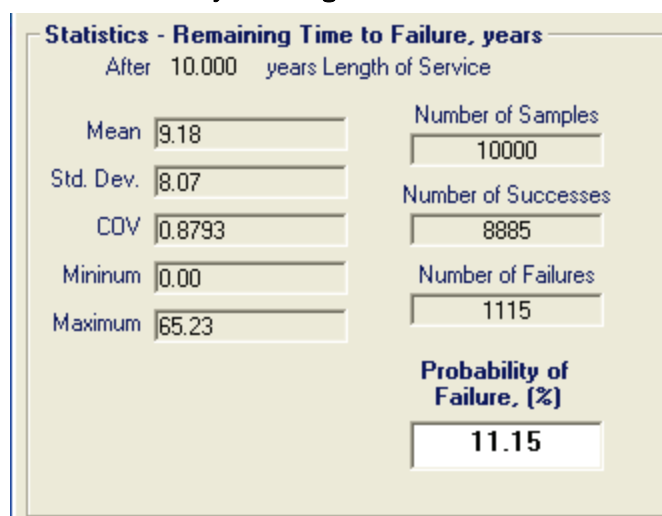 Statistics - Remaining Time to Failure, years
After 10.000 years Length of Service
Mean 9.18
Std. Dev. 8.07
COV 0.8793
Mininum 0.00
Maximum 65.23
Number of Samples
10000
Number of Successes
8885
Number of Failures
1115
Probability of
Failure, (%)
11.15